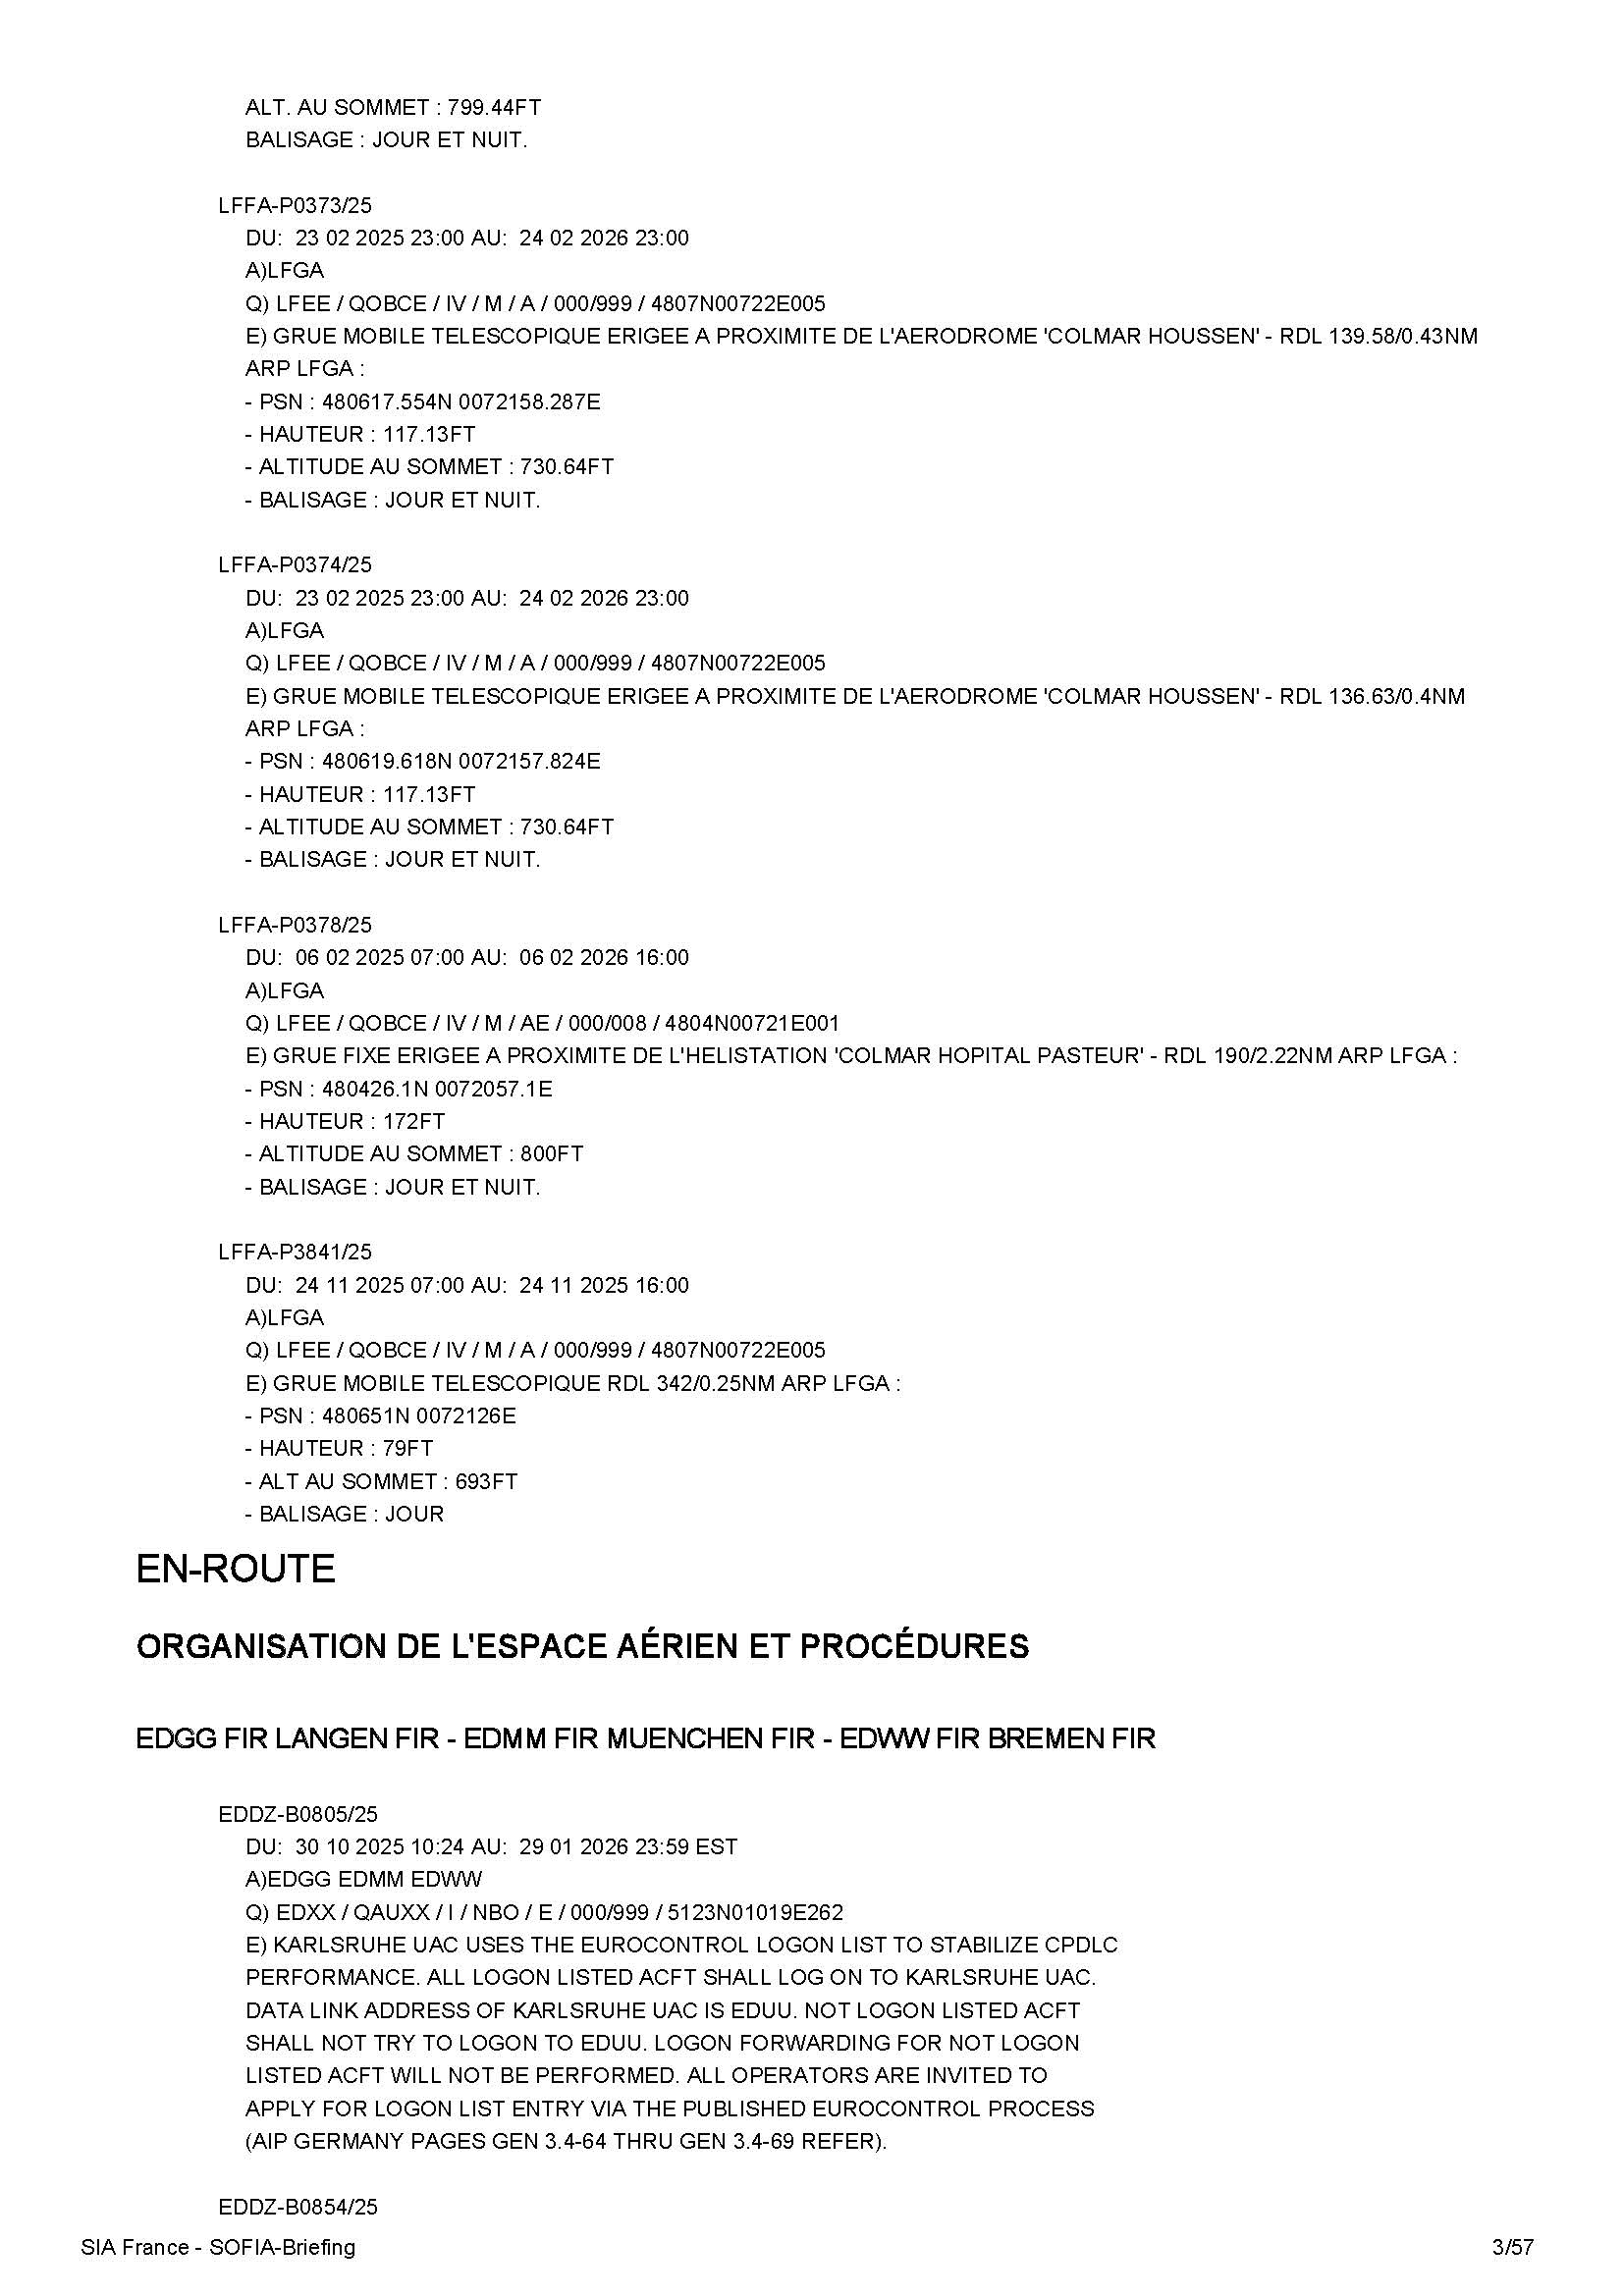 ALT. AU SOMMET : 799.44FT
BALISAGE : JOUR ET NUIT.
LFFA-P0373/25
DU: 23 02 2025 23:00 AU: 24 02 2026 23:00
A)LFGA
Q) LFEE / QOBCE / IV / M / A / 000/999 / 4807N00722E005
E) GRUE MOBILE TELESCOPIQUE ERIGEE A PROXIMITE DE L'AERODROME 'COLMAR HOUSSEN' - RDL 139.58/0.43NM
ARP LFGA :
- PSN : 480617.554N 0072158.287E
- HAUTEUR : 117.13FT
- ALTITUDE AU SOMMET : 730.64FT
- BALISAGE : JOUR ET NUIT.
LFFA-P0374/25
DU: 23 02 2025 23:00 AU: 24 02 2026 23:00
A)LFGA
Q) LFEE / QOBCE / IV / M / A / 000/999 / 4807N00722E005
E) GRUE MOBILE TELESCOPIQUE ERIGEE A PROXIMITE DE L'AERODROME 'COLMAR HOUSSEN' - RDL 136.63/0.4NM
ARP LFGA :
- PSN : 480619.618N 0072157.824E
- HAUTEUR : 117.13FT
- ALTITUDE AU SOMMET : 730.64FT
- BALISAGE : JOUR ET NUIT.
LFFA-P0378/25
DU: 06 02 2025 07:00 AU: 06 02 2026 16:00
A)LFGA
Q) LFEE / QOBCE / IV / M / AE / 000/008 / 4804N00721E001
E) GRUE FIXE ERIGEE A PROXIMITE DE L'HELISTATION 'COLMAR HOPITAL PASTEUR' - RDL 190/2.22NM ARP LFGA :
- PSN : 480426.1N 0072057.1E
- HAUTEUR : 172FT
- ALTITUDE AU SOMMET : 800FT
- BALISAGE : JOUR ET NUIT.
LFFA-P3841/25
DU: 24 11 2025 07:00 AU: 24 11 2025 16:00
A)LFGA
Q) LFEE / QOBCE / IV / M / A / 000/999 / 4807N00722E005
E) GRUE MOBILE TELESCOPIQUE RDL 342/0.25NM ARP LFGA :
- PSN : 480651N 0072126E
- HAUTEUR : 79FT
- ALT AU SOMMET : 693FT
- BALISAGE : JOUR
EN-ROUTE
ORGANISATION DE L'ESPACE AÉRIEN ET PROCÉDURES
EDGG FIR LANGEN FIR - EDMM FIR MUENCHEN FIR - EDWW FIR BREMEN FIR
EDDZ-B0805/25
DU: 30 10 2025 10:24 AU: 29 01 2026 23:59 EST
A)EDGG EDMM EDWW
Q) EDXX / QAUXX / I / NBO / E / 000/999 / 5123N01019E262
E) KARLSRUHE UAC USES THE EUROCONTROL LOGON LIST TO STABILIZE CPDLC
PERFORMANCE. ALL LOGON LISTED ACFT SHALL LOG ON TO KARLSRUHE UAC.
DATA LINK ADDRESS OF KARLSRUHE UAC IS EDUU. NOT LOGON LISTED ACFT
SHALL NOT TRY TO LOGON TO EDUU. LOGON FORWARDING FOR NOT LOGON
LISTED ACFT WILL NOT BE PERFORMED. ALL OPERATORS ARE INVITED TO
APPLY FOR LOGON LIST ENTRY VIA THE PUBLISHED EUROCONTROL PROCESS
(AIP GERMANY PAGES GEN 3.4-64 THRU GEN 3.4-69 REFER).
EDDZ-B0854/25
SIA France - SOFIA-Briefing
3/57